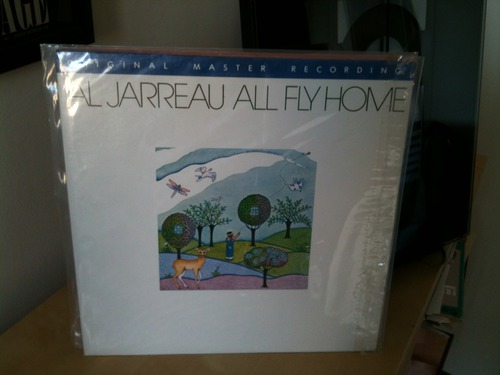 ORIGINAL MASTER RECORDING
AL JARREAU ALL FLY HOME